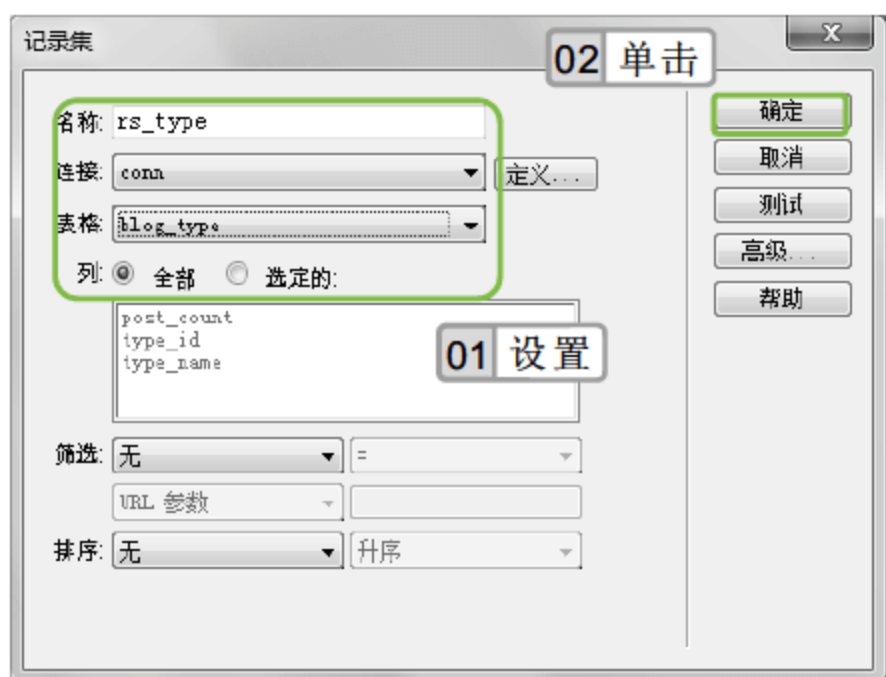 记录集
02 单击
名称: rs_type
确定
连接: conn
定义...
取消
表格: blog_type
测试
列: 全部 选定的:
高级...
post_count
帮助
type_id
type_name
01 设置
筛选: 无 =
URL 参数
排序: 无 升序